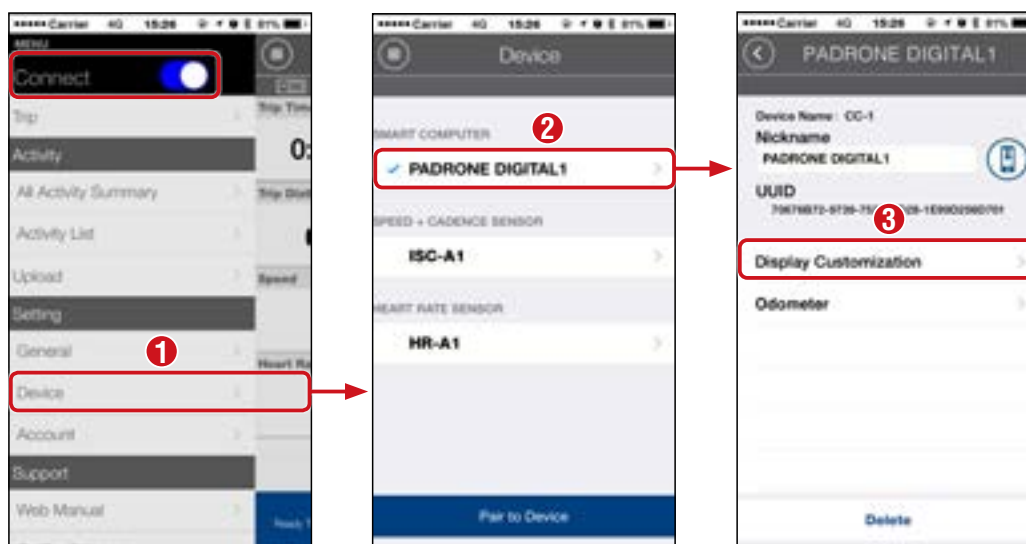 Carrier 4G 15:26 81%
MENU
Connect
Trip
Activity
All Activity Summary
Activity List
Upload
Setting
General
1
Device
Account
Support
Web Manual
Trip Time
0:
Trip Dist
Speed
Heart Ra
Ready T
Carrier 4G 15:26 81%
Device
SMART COMPUTER
2
PADRONE DIGITAL1
SPEED + CADENCE SENSOR
ISC-A1
HEART RATE SENSOR
HR-A1
Pair to Device
Carrier 4G 15:26 81%
PADRONE DIGITAL1
Device Name : CC-1
Nickname
PADRONE DIGITAL1
UUID
3
Display Customization
Odometer
Delete